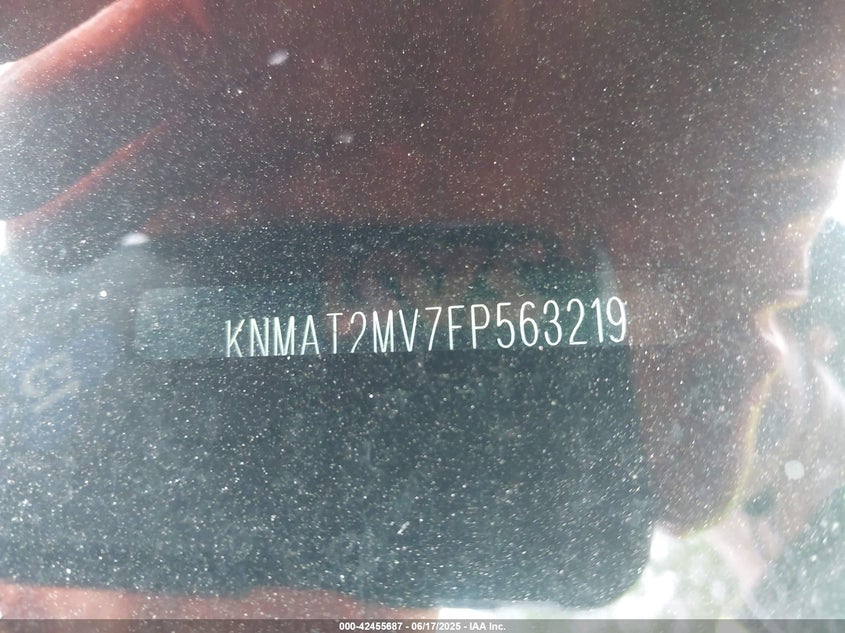 KNMAT2MV7FP563219
000-42455687 - 06/17/2025 - IAA Inc.